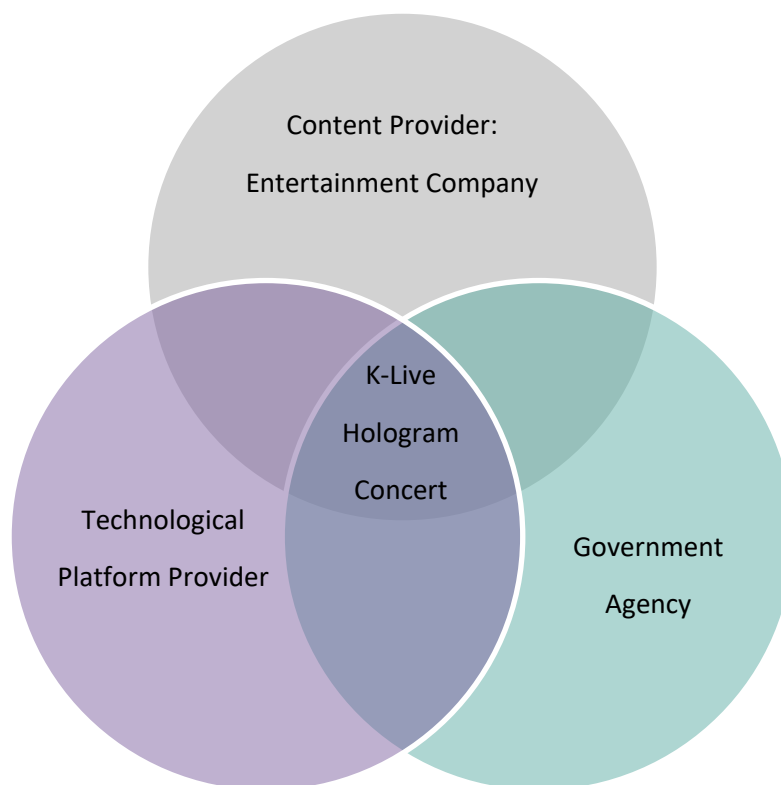 Content Provider:
Entertainment Company
K-Live
Hologram
Concert
Technological
Platform Provider
Government
Agency